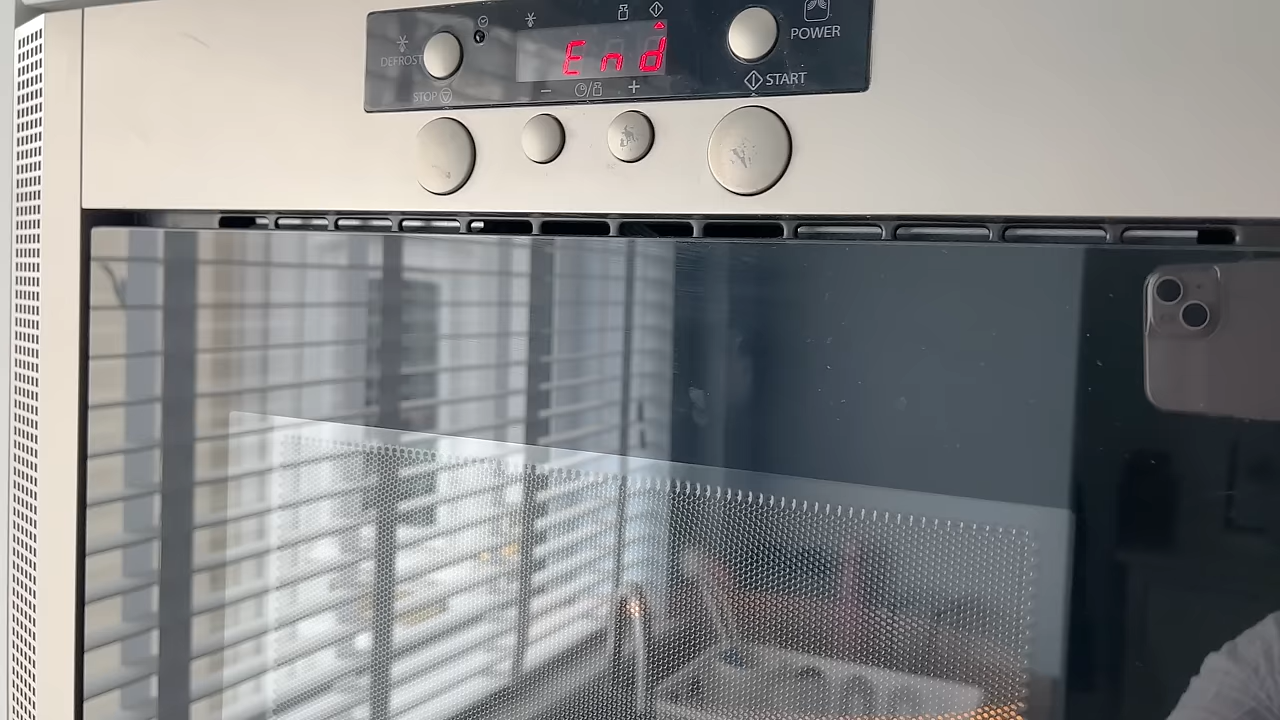 End
POWER
DEFROST
START
STOP
- / +